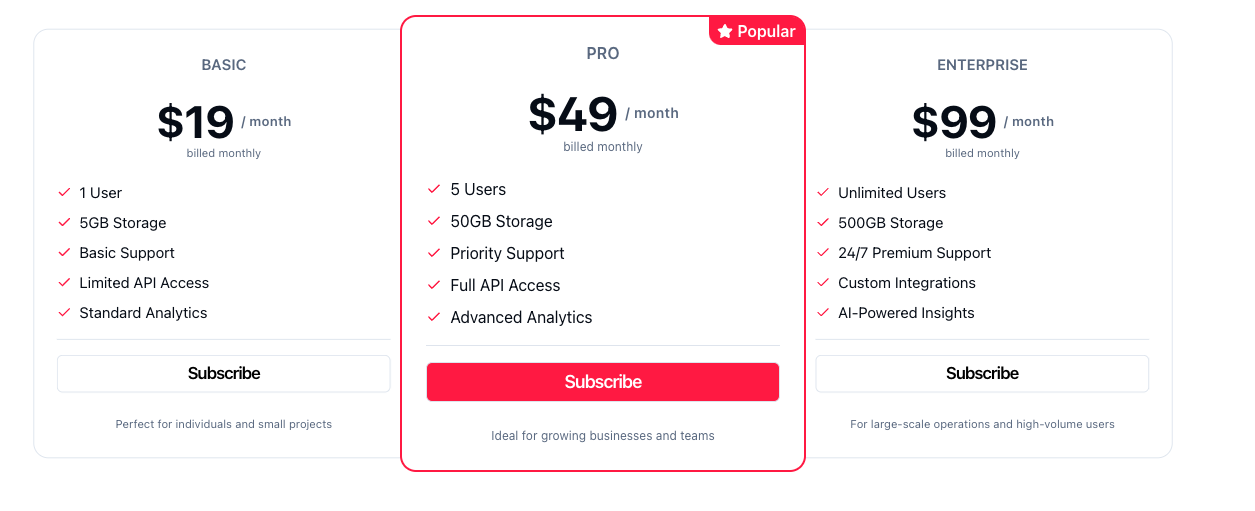 BASIC
$19 / month
billed monthly
1 User
5GB Storage
Basic Support
Limited API Access
Standard Analytics
Subscribe
Perfect for individuals and small projects
Popular
PRO
$49 / month
billed monthly
5 Users
50GB Storage
Priority Support
Full API Access
Advanced Analytics
Subscribe
Ideal for growing businesses and teams
ENTERPRISE
$99 / month
billed monthly
Unlimited Users
500GB Storage
24/7 Premium Support
Custom Integrations
AI-Powered Insights
Subscribe
For large-scale operations and high-volume users